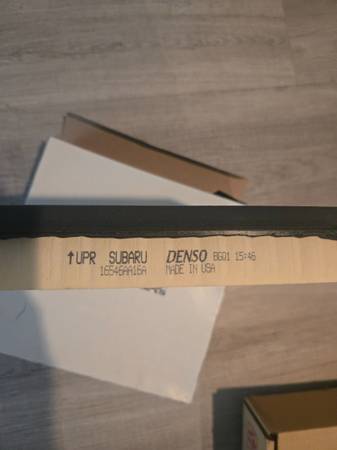 ↑UPR SUBARU DENSO BG01 15:46
16546AA16A MADE IN USA